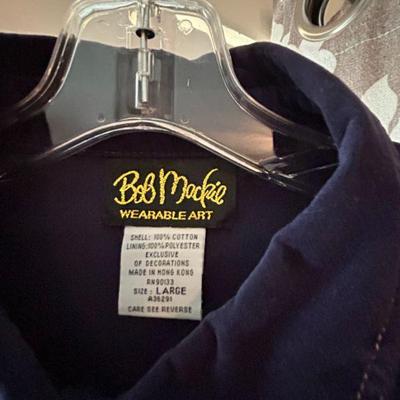 Bob Mackie
WEARABLE ART
SHELL: 100% COTTON
LINING: 100% POLYESTER
EXCLUSIVE
OF DECORATIONS
MADE IN HONG KONG
RN90133
SIZE: LARGE
A36291
CARE SEE REVERSE